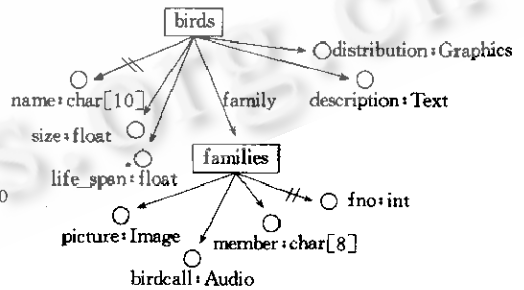 birds
distribution:Graphics
name:char[10]
family
description:Text
size:float
families
life_span:float
0
fno:int
picture:Image
member:char[8]
birdcall:Audio